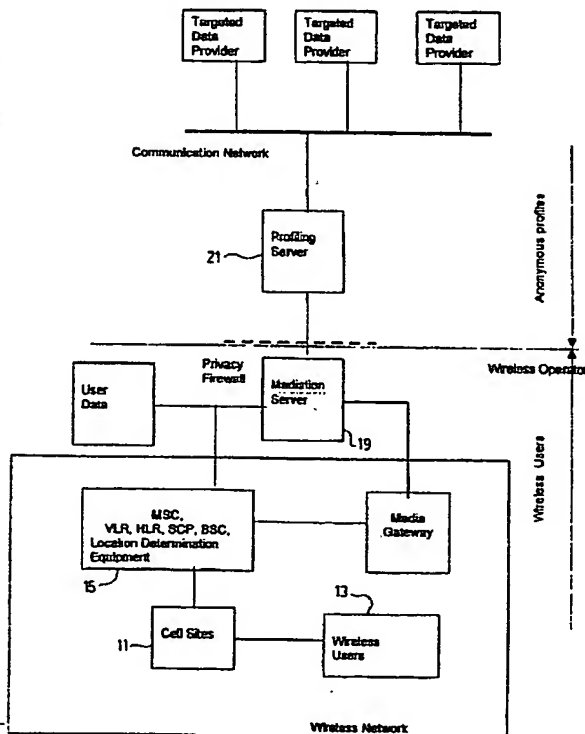 Targeted
Data
Provider
Targeted
Data
Provider
Targeted
Data
Provider
Communication Network
Profiling
Server
21
Anonymous profiles
Privacy
Firewall
Wireless Operator
User
Data
Mediation
Server
19
Wireless Users
MSC,
VLR, HLR, SCP, BSC,
Location Determination
Equipment
15
Media
Gateway
13
11
Cell Sites
Wireless
Users
Wireless Network